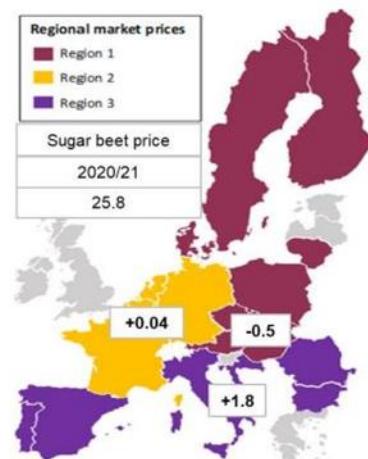 Regional market prices
Region 1
Region 2
Region 3
Sugar beet price
2020/21
25.8
+0.04
-0.5
+1.8